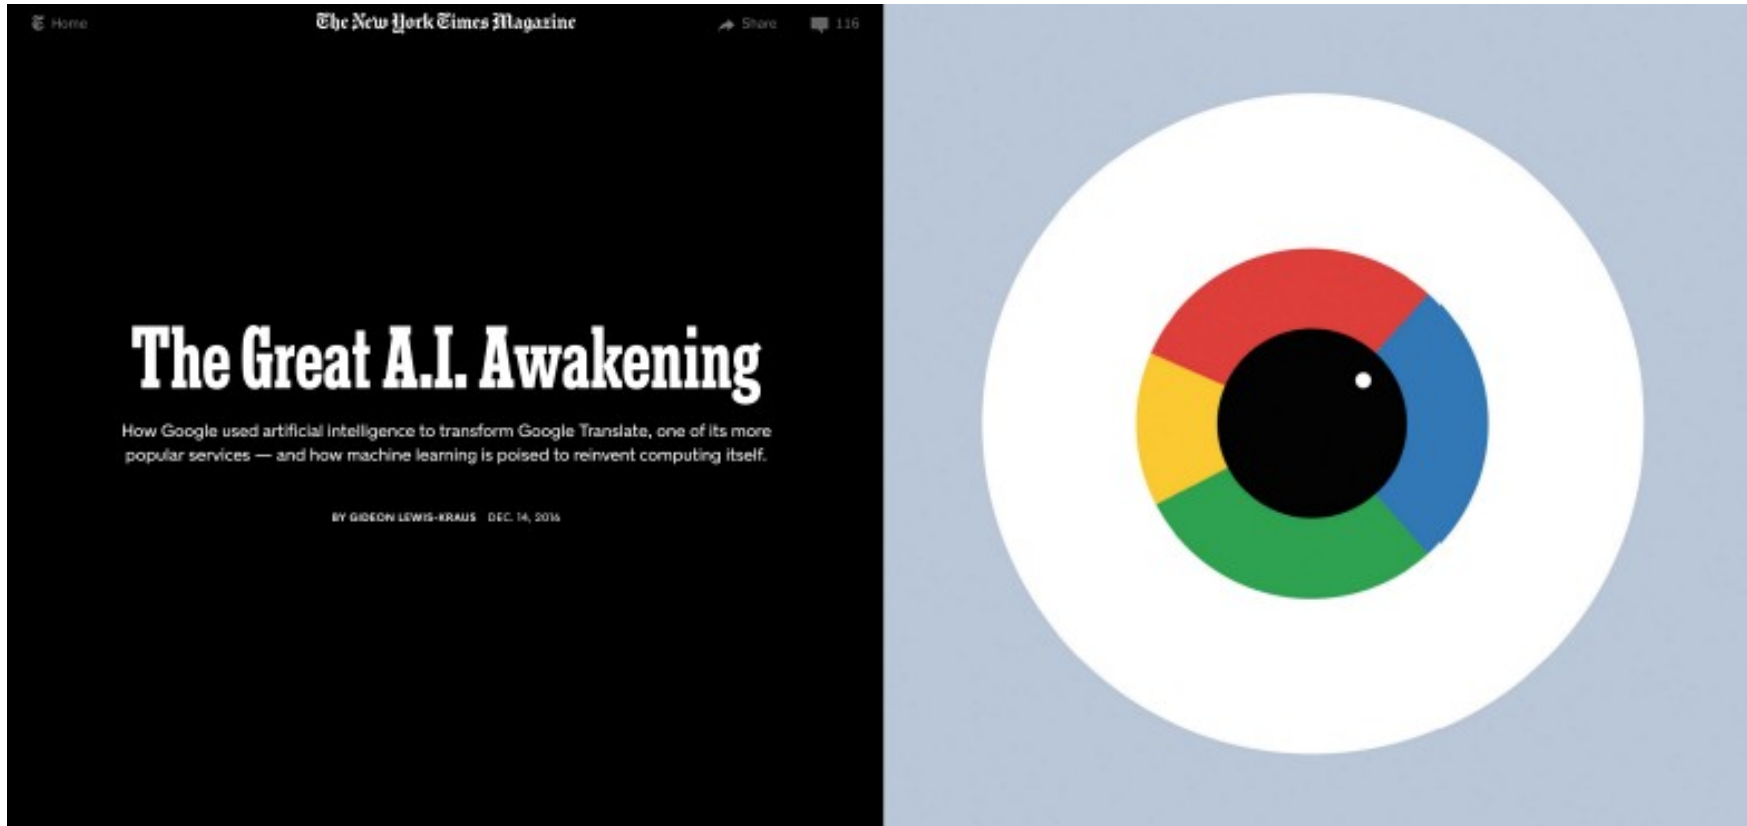 Home
The New York Times Magazine
Share
116
The Great A.I. Awakening
How Google used artificial intelligence to transform Google Translate, one of its more
popular services — and how machine learning is poised to reinvent computing itself.
BY GIDEON LEWIS-KRAUS DEC. 14, 2016